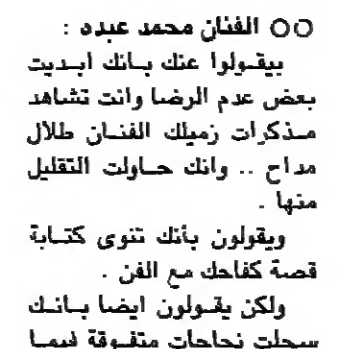 ○○ الفنان محمد عبده :
بيقولوا عنك بانك ابديت
بعض عدم الرضا وانت تشاهد
مذكرات زميلك الفنان طلال
مداح .. وانك حاولت التقليل
منها .
ويقولون بأنك تنوى كتابة
قصة كفاحك مع الفن .
ولكن يقولون ايضا بانك
سجلت نجاحات متفوقة فيما